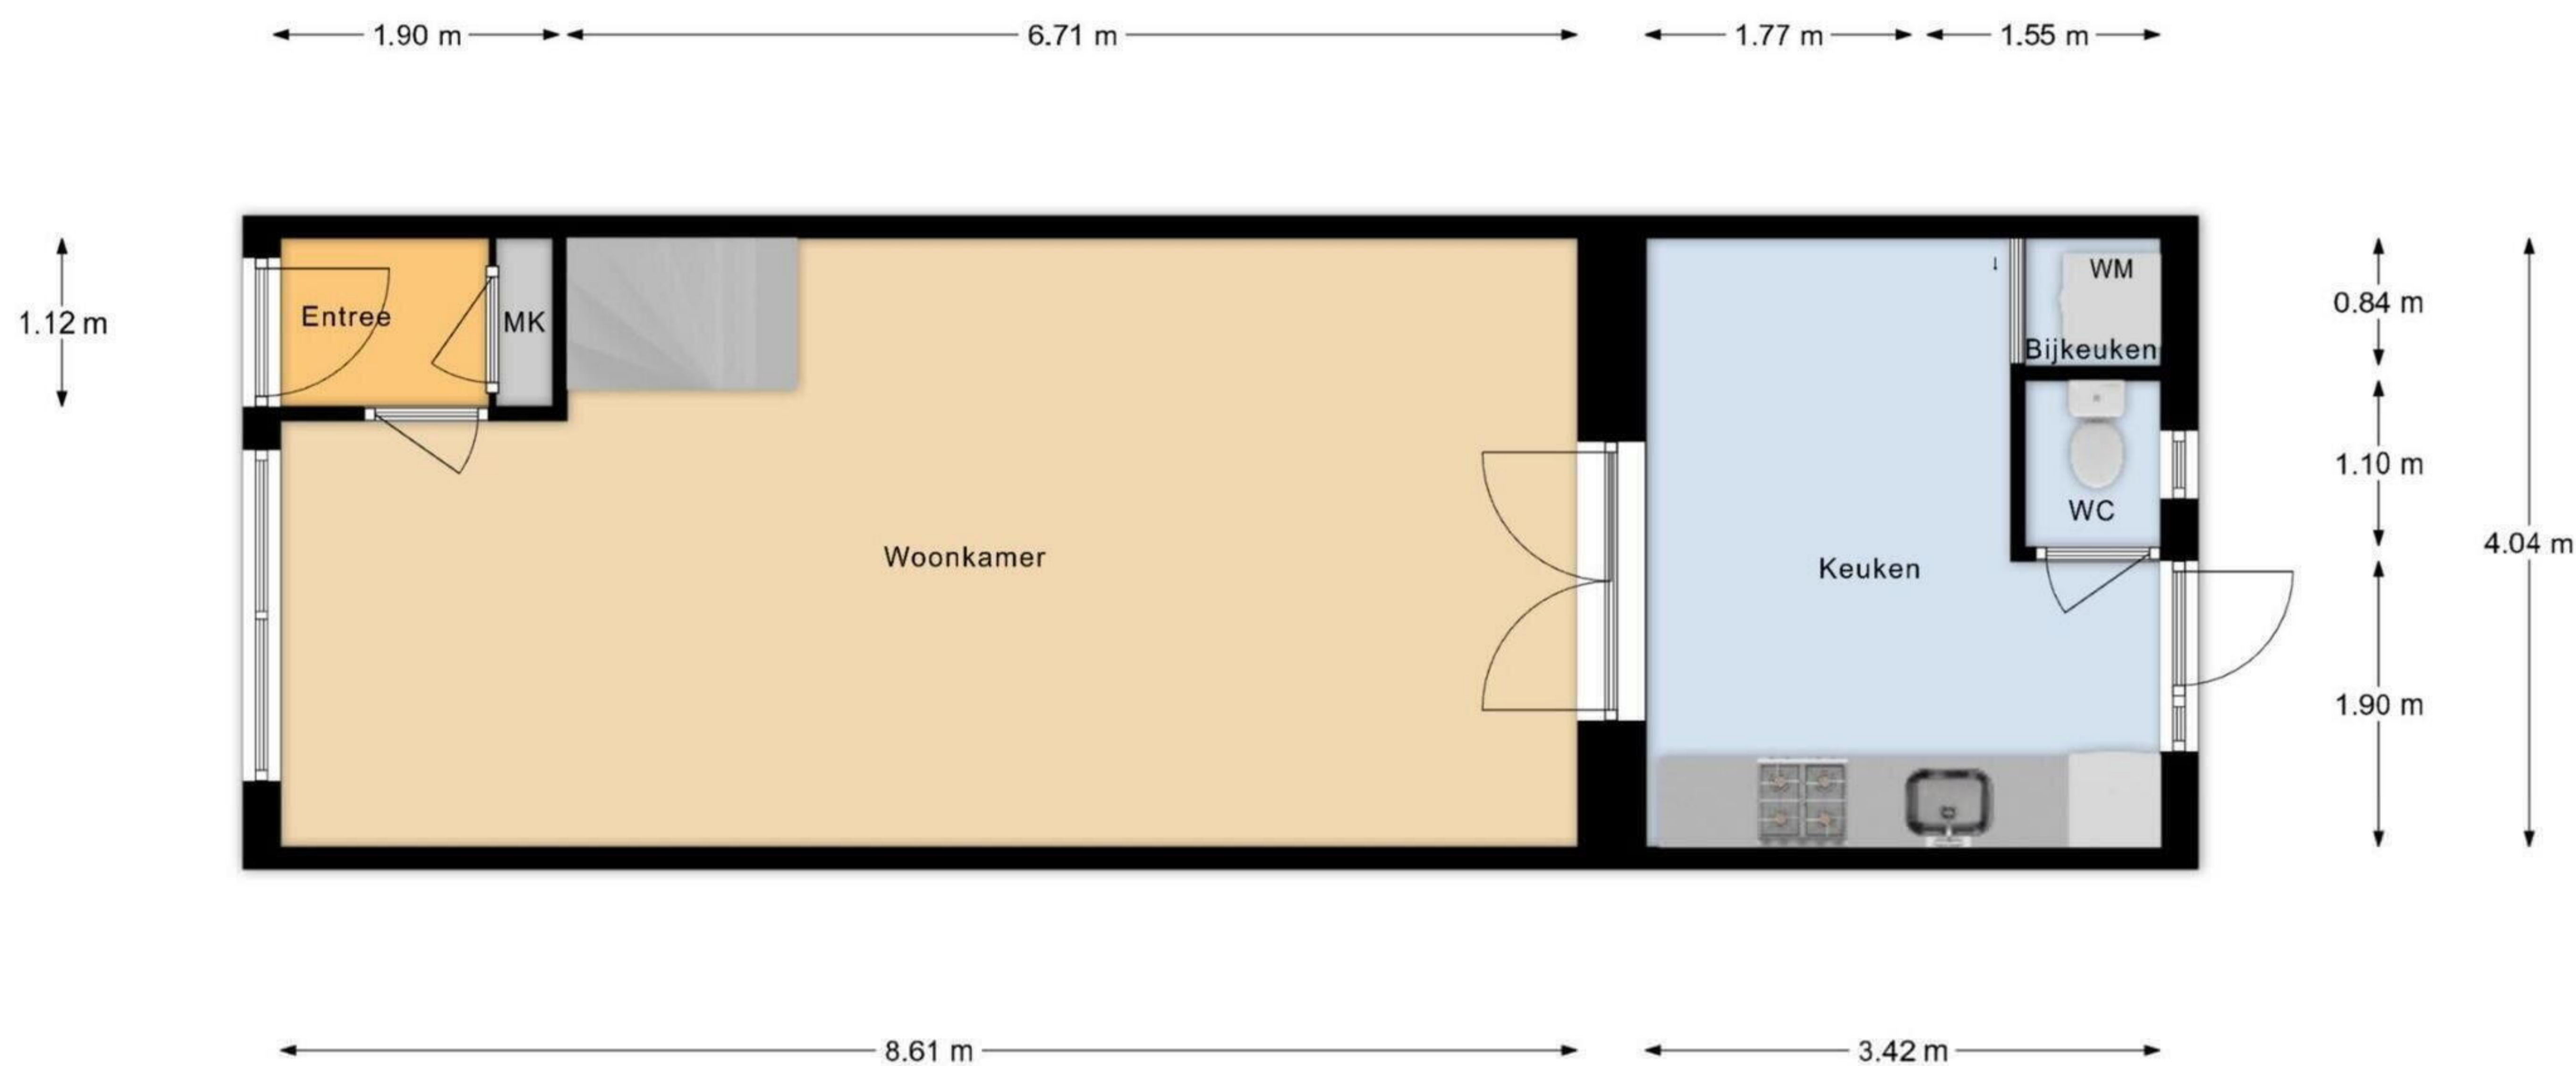 1.90 m
6.71 m
1.77 m
1.55 m
WM
Entree
MK
1.12 m
0.84 m
Bijkeuken
1.10 m
WC
4.04 m
Woonkamer
Keuken
1.90 m
8.61 m
3.42 m